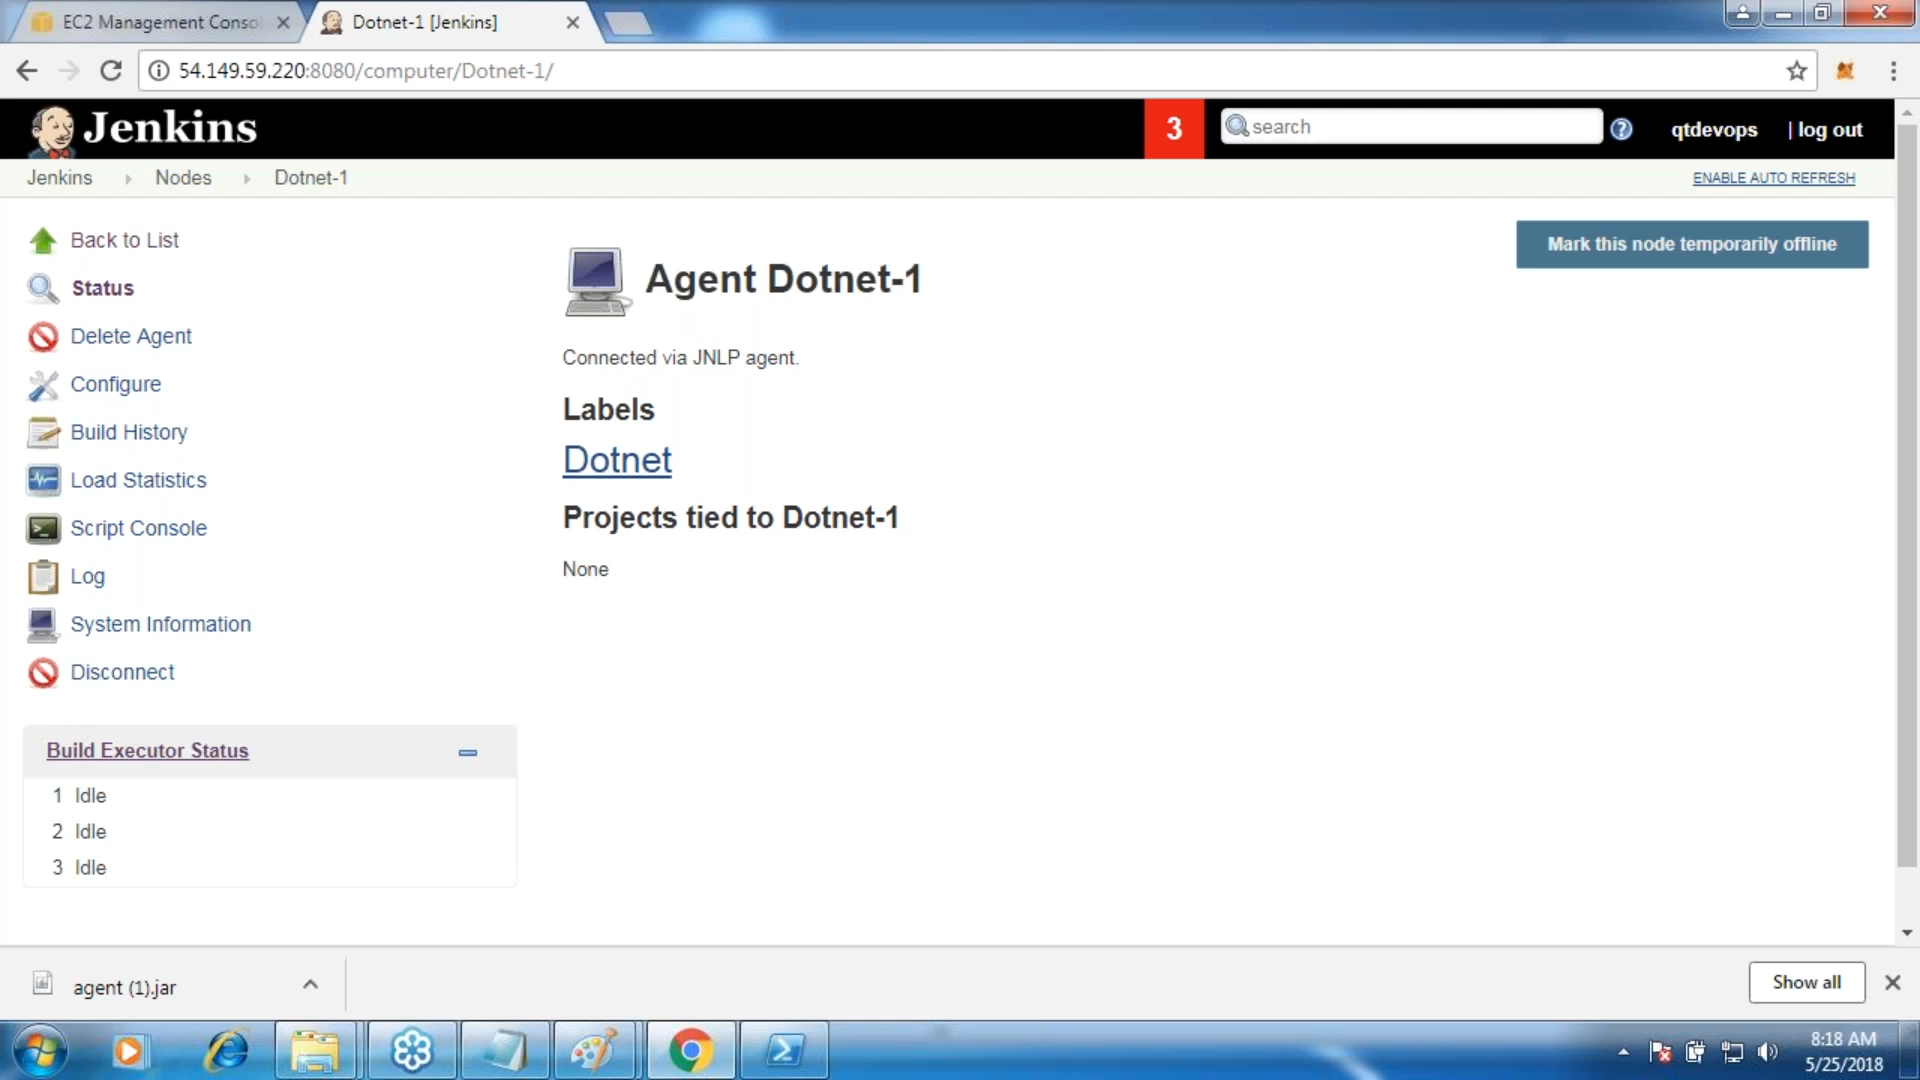 EC2 Management Conso
Dotnet-1 [Jenkins]
54.149.59.220:8080/computer/Dotnet-1/
Jenkins
3
search
qtdevops
| log out
Jenkins
Nodes
Dotnet-1
ENABLE AUTO REFRESH
Back to List
Status
Delete Agent
Configure
Build History
Load Statistics
Script Console
Log
System Information
Disconnect
Build Executor Status
1 Idle
2 Idle
3 Idle
Mark this node temporarily offline
Agent Dotnet-1
Connected via JNLP agent.
Labels
Dotnet
Projects tied to Dotnet-1
None
agent (1).jar
Show all
8:18 AM
5/25/2018